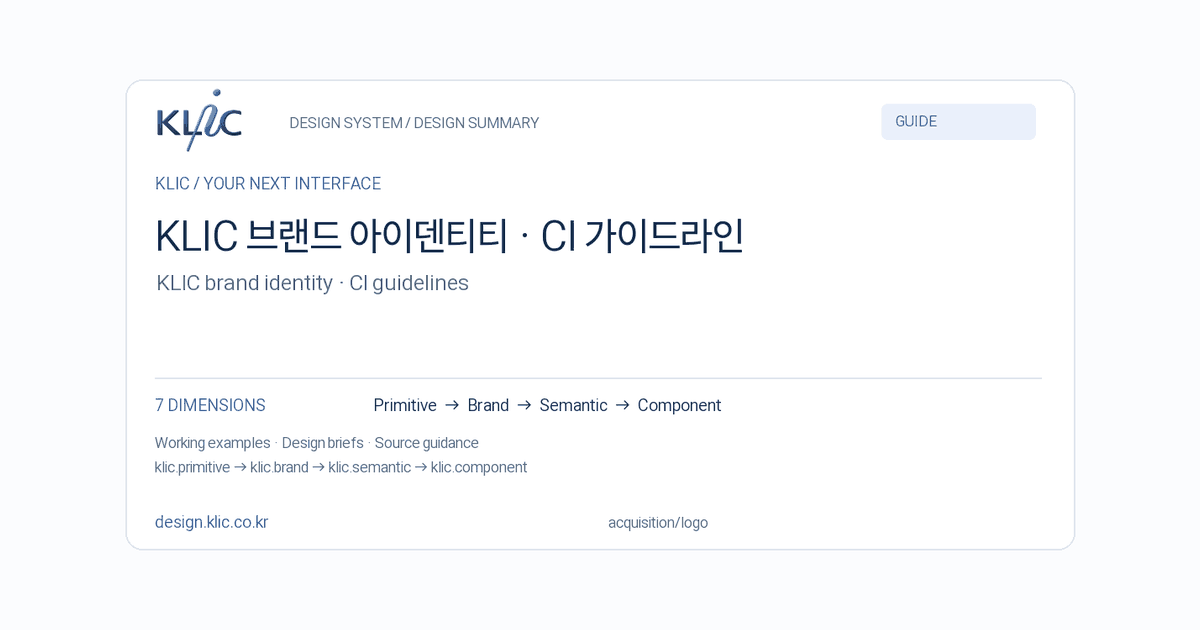 KLiC
DESIGN SYSTEM / DESIGN SUMMARY
GUIDE
KLIC / YOUR NEXT INTERFACE
KLIC 브랜드 아이덴티티 · CI 가이드라인
KLIC brand identity · CI guidelines
7 DIMENSIONS
Primitive → Brand → Semantic → Component
Working examples · Design briefs · Source guidance
klic.primitive → klic.brand → klic.semantic → klic.component
design.klic.co.kr
acquisition/logo